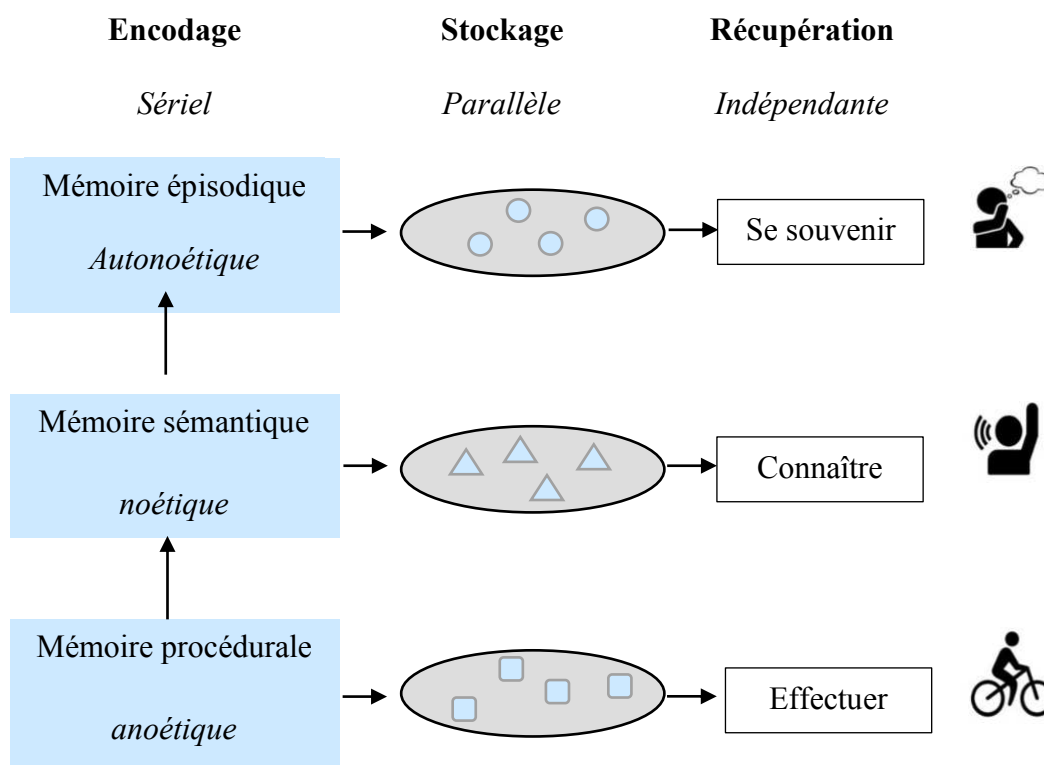 Encodage Stockage Récupération
Sériel Parallèle Indépendante
Mémoire épisodique
Autonoétique
Se souvenir
Mémoire sémantique
noétique
Connaître
Mémoire procédurale
anoétique
Effectuer